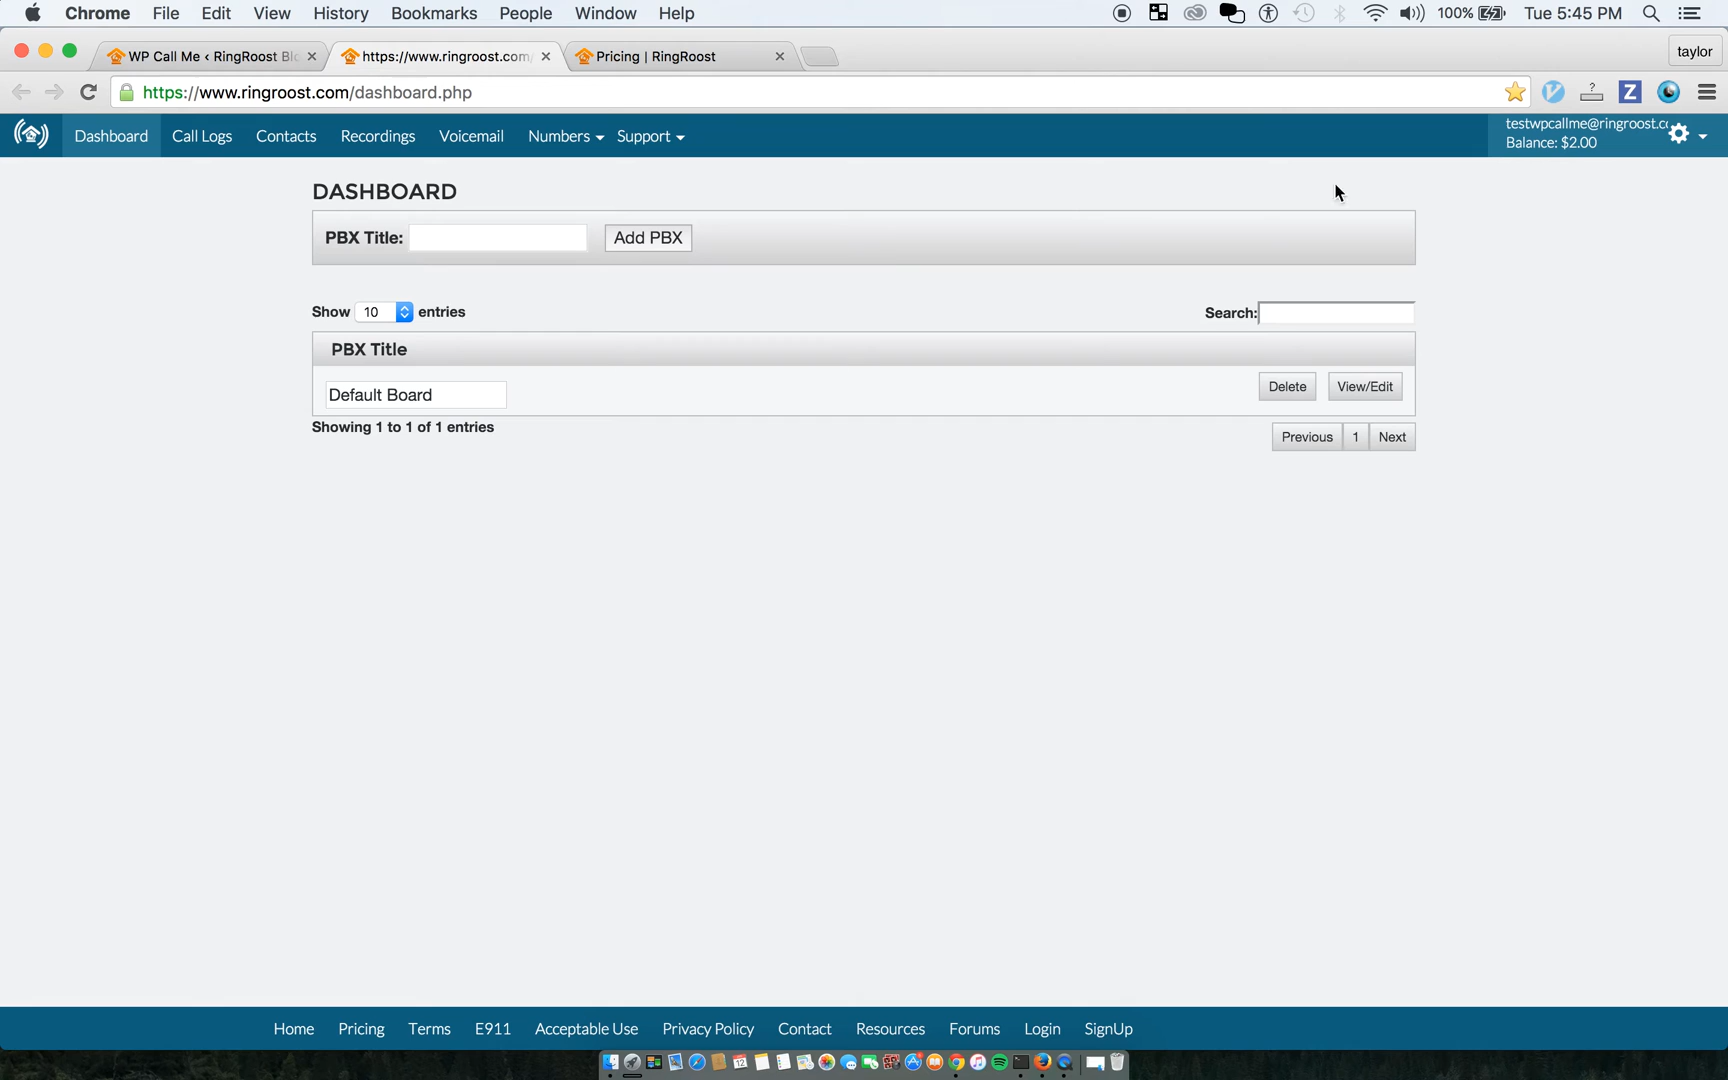 Chrome File Edit View History Bookmarks People Window Help 100% Tue 5:45 PM
WP Call Me ‹ RingRoost Blo https://www.ringroost.com/ Pricing | RingRoost taylor
https://www.ringroost.com/dashboard.php ? Z
Dashboard Call Logs Contacts Recordings Voicemail Numbers Support testwpcallme@ringroost.co
Balance: $2.00
DASHBOARD
PBX Title: Add PBX
Show 10 entries Search:
PBX Title
Default Board Delete View/Edit
Showing 1 to 1 of 1 entries
Previous 1 Next
Home Pricing Terms E911 Acceptable Use Privacy Policy Contact Resources Forums Login SignUp